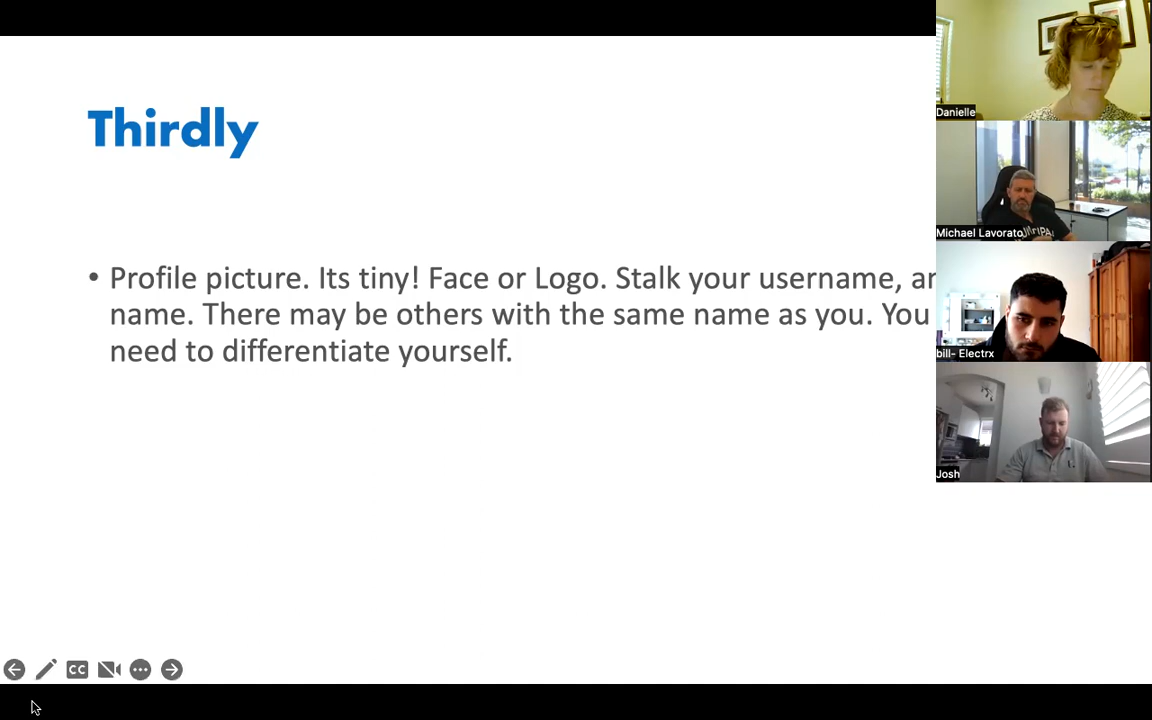 Thirdly
• Profile picture. Its tiny! Face or Logo. Stalk your username, 
name. There may be others with the same name as you. You
need to differentiate yourself.
Danielle
Michael Lavorato
bill- Electrx
Josh
CC